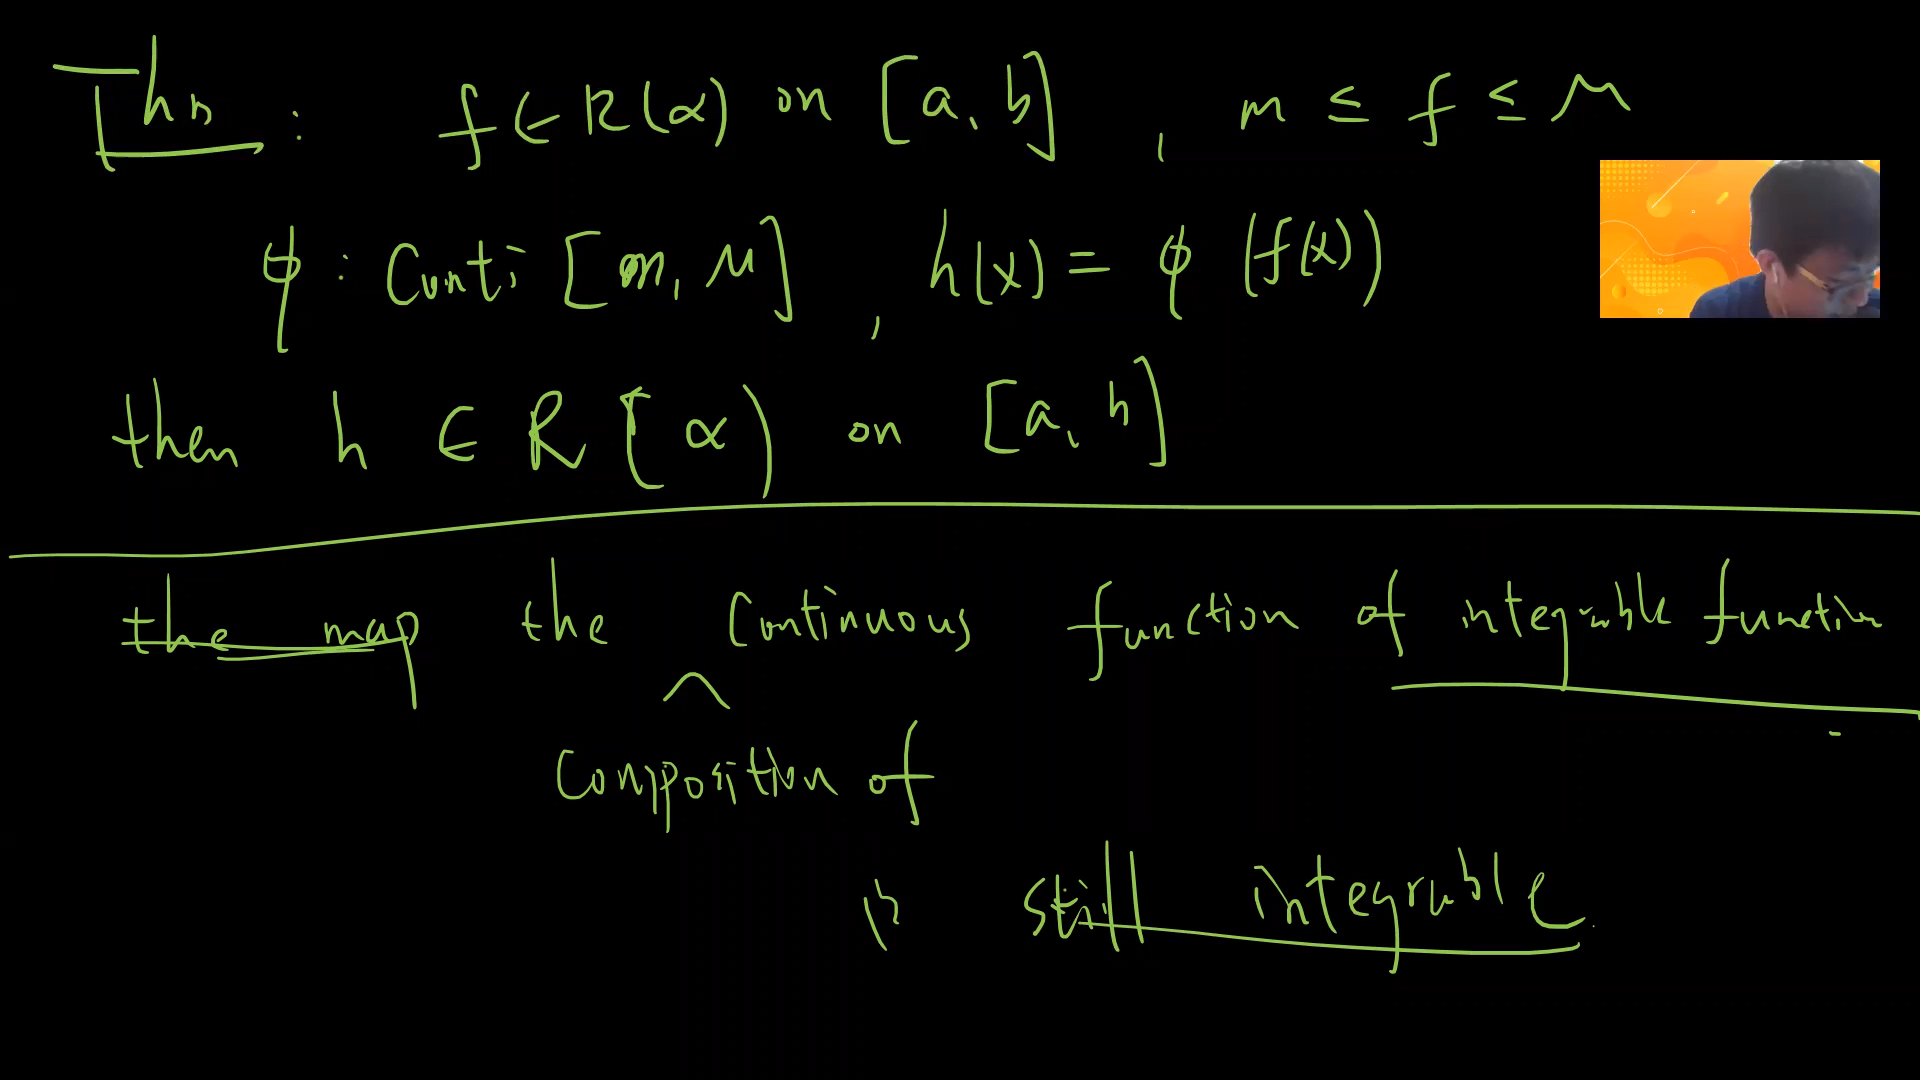 Thm : f ∈ R(α) on [a, b] , m ≤ f ≤ M
ϕ : Conti [m, M] , h(x) = ϕ (f(x))
then h ∈ R(α) on [a, b]
the map the continuous function of integrable function
composition of
is still integrable.